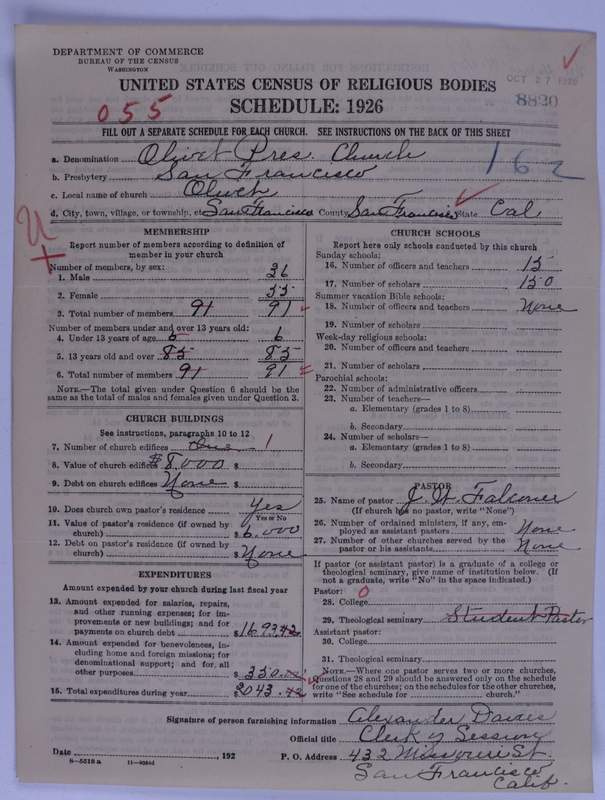 DEPARTMENT OF COMMERCE
BUREAU OF THE CENSUS
WASHINGTON
OCT 27 1926
8820
UNITED STATES CENSUS OF RELIGIOUS BODIES
055
SCHEDULE: 1926
FILL OUT A SEPARATE SCHEDULE FOR EACH CHURCH. SEE INSTRUCTIONS ON THE BACK OF THIS SHEET
162
a. Denomination Olivet Pres. Church
b. Presbytery San Francisco
c. Local name of church Olivet
d. City, town, village, or township, etc San Francisco County San Francisco State Cal
MEMBERSHIP
Report number of members according to definition of
member in your church
Number of members, by sex:
1. Male 36
2. Female 55
3. Total number of members 91 91
Number of members under and over 13 years old:
4. Under 13 years of age 6 6
5. 13 years old and over 85 85
6. Total number of members 91 91
NOTE.—The total given under Question 6 should be the
same as the total of males and females given under Question 3.
CHURCH BUILDINGS
See instructions, paragraphs 10 to 12
7. Number of church edifices One 1
8. Value of church edifices $8.000 $
9. Debt on church edifices None $
10. Does church own pastor's residence Yes
Yes or No
11. Value of pastor's residence (if owned by
church) $6.000
12. Debt on pastor's residence (if owned by
church) $None
EXPENDITURES
Amount expended by your church during last fiscal year
13. Amount expended for salaries, repairs,
and other running expenses; for im-
provements or new buildings; and for
payments on church debt $1693.42
14. Amount expended for benevolences, in-
cluding home and foreign missions; for
denominational support; and for all
other purposes $350.
15. Total expenditures during year $2043.42
CHURCH SCHOOLS
Report here only schools conducted by this church
Sunday schools:
16. Number of officers and teachers 15
17. Number of scholars 150
Summer vacation Bible schools:
18. Number of officers and teachers None
19. Number of scholars
Week-day religious schools:
20. Number of officers and teachers
21. Number of scholars
Parochial schools:
22. Number of administrative officers
23. Number of teachers—
a. Elementary (grades 1 to 8)
b. Secondary
24. Number of scholars—
a. Elementary (grades 1 to 8)
b. Secondary
PASTOR
25. Name of pastor J. W. Falconer
(If church has no pastor, write "None")
26. Number of ordained ministers, if any, em-
ployed as assistant pastors None
27. Number of other churches served by the
pastor or his assistants None
If pastor (or assistant pastor) is a graduate of a college or
theological seminary, give name of institution below. (If
not a graduate, write "No" in the space indicated.)
Pastor: 0
28. College
29. Theological seminary Student Pastor
Assistant pastor:
30. College
31. Theological seminary
NOTE.—Where one pastor serves two or more churches,
Questions 28 and 29 should be answered only on the schedule
for one of the churches; on the schedules for the other churches,
write "See schedule for church."
Signature of person furnishing information Alexander Davies
Official title Clerk of Session
Date , 192 P. O. Address 432 Missouri St.
San Francisco
Calif.
8—5518 a